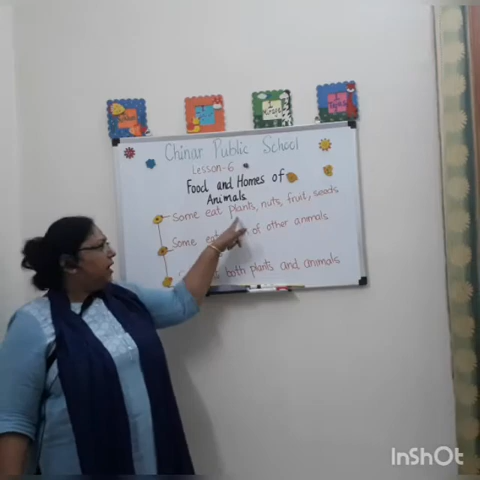 Chinar Public School
Lesson-6
Food and Homes of
Animals
Some eat plants, nuts, fruit, seeds
Some of other animals
both plants and animals
InShOt